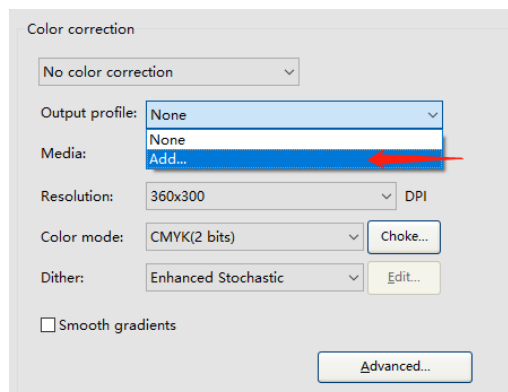 Color correction
No color correction
Output profile: None
None
Media:
Add...
Resolution: 360x300 DPI
Color mode: CMYK(2 bits) Choke...
Dither: Enhanced Stochastic Edit...
Smooth gradients
Advanced...